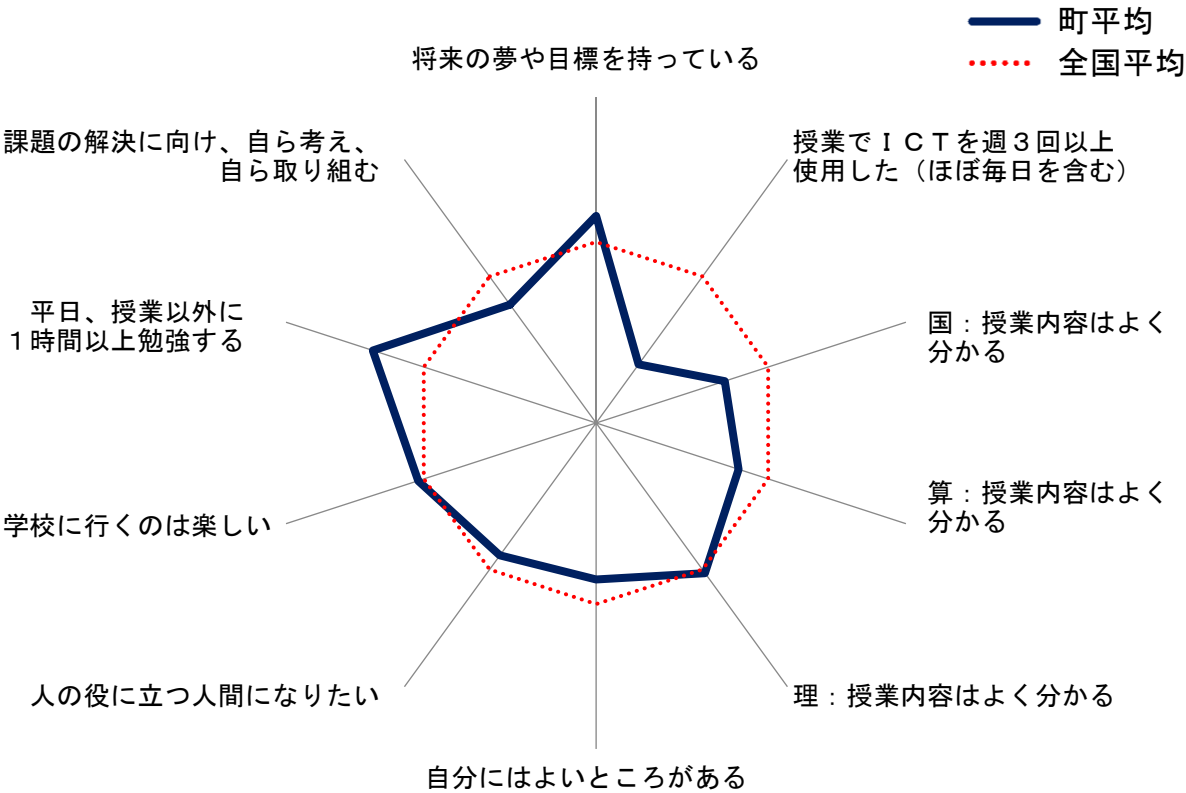 町平均
全国平均
将来の夢や目標を持っている
授業でＩＣＴを週３回以上
使用した（ほぼ毎日を含む）
国：授業内容はよく
分かる
算：授業内容はよく
分かる
理：授業内容はよく分かる
自分にはよいところがある
人の役に立つ人間になりたい
学校に行くのは楽しい
平日、授業以外に
１時間以上勉強する
課題の解決に向け、自ら考え、
自ら取り組む